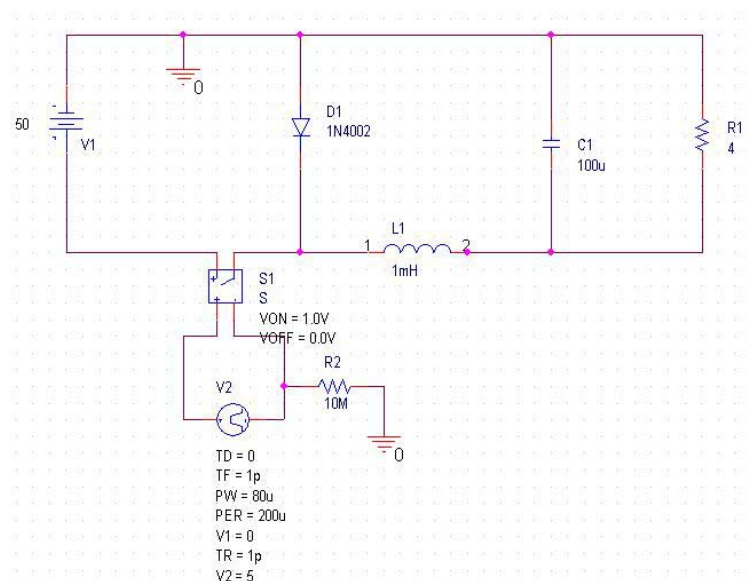 0
50
V1
D1
1N4002
C1
100u
R1
4
L1
1
2
1mH
S1
S
VON = 1.0V
VOFF = 0.0V
R2
10M
0
V2
TD = 0
TF = 1p
PW = 80u
PER = 200u
V1 = 0
TR = 1p
V2 = 5